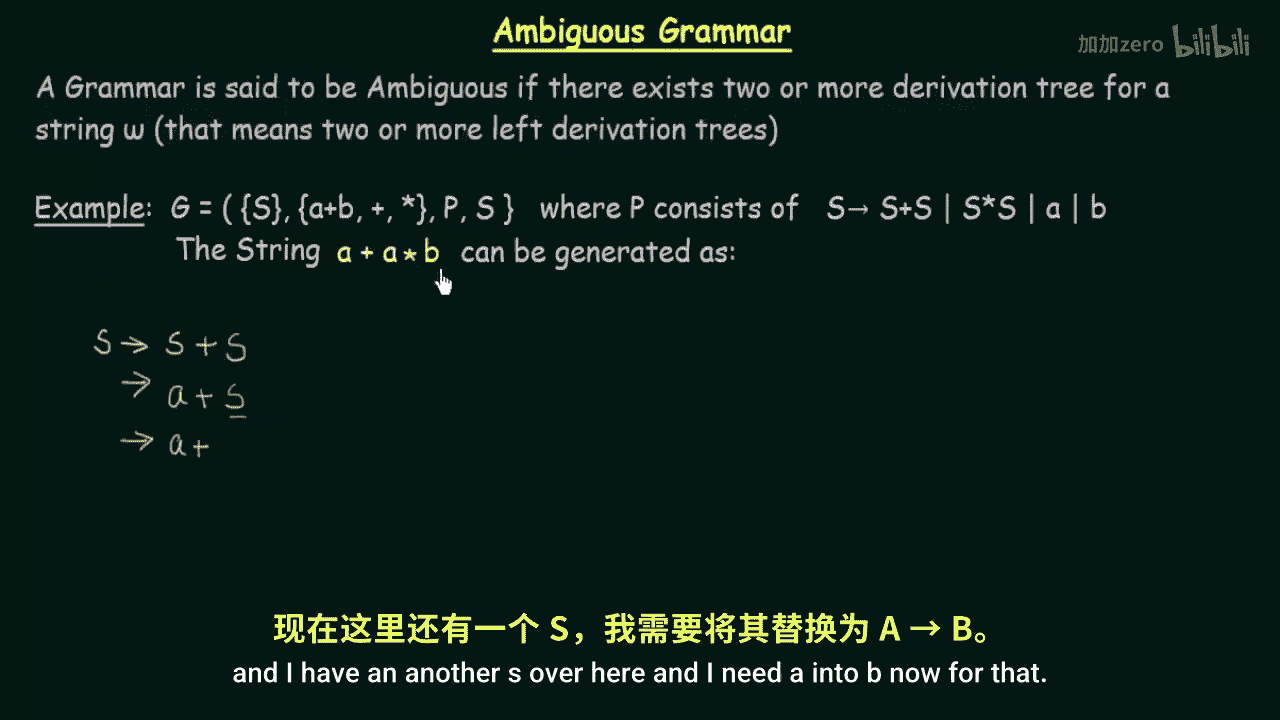 Ambiguous Grammar
加加zero bilibili
A Grammar is said to be Ambiguous if there exists two or more derivation tree for a
string ω (that means two or more left derivation trees)
Example: G = ( {S}, {a+b, +, *}, P, S } where P consists of S→ S+S | S*S | a | b
The String a + a * b can be generated as:
S → S + S
→ a + S
→ a +
现在这里还有一个 S，我需要将其替换为 A → B。
and I have an another s over here and I need a into b now for that.